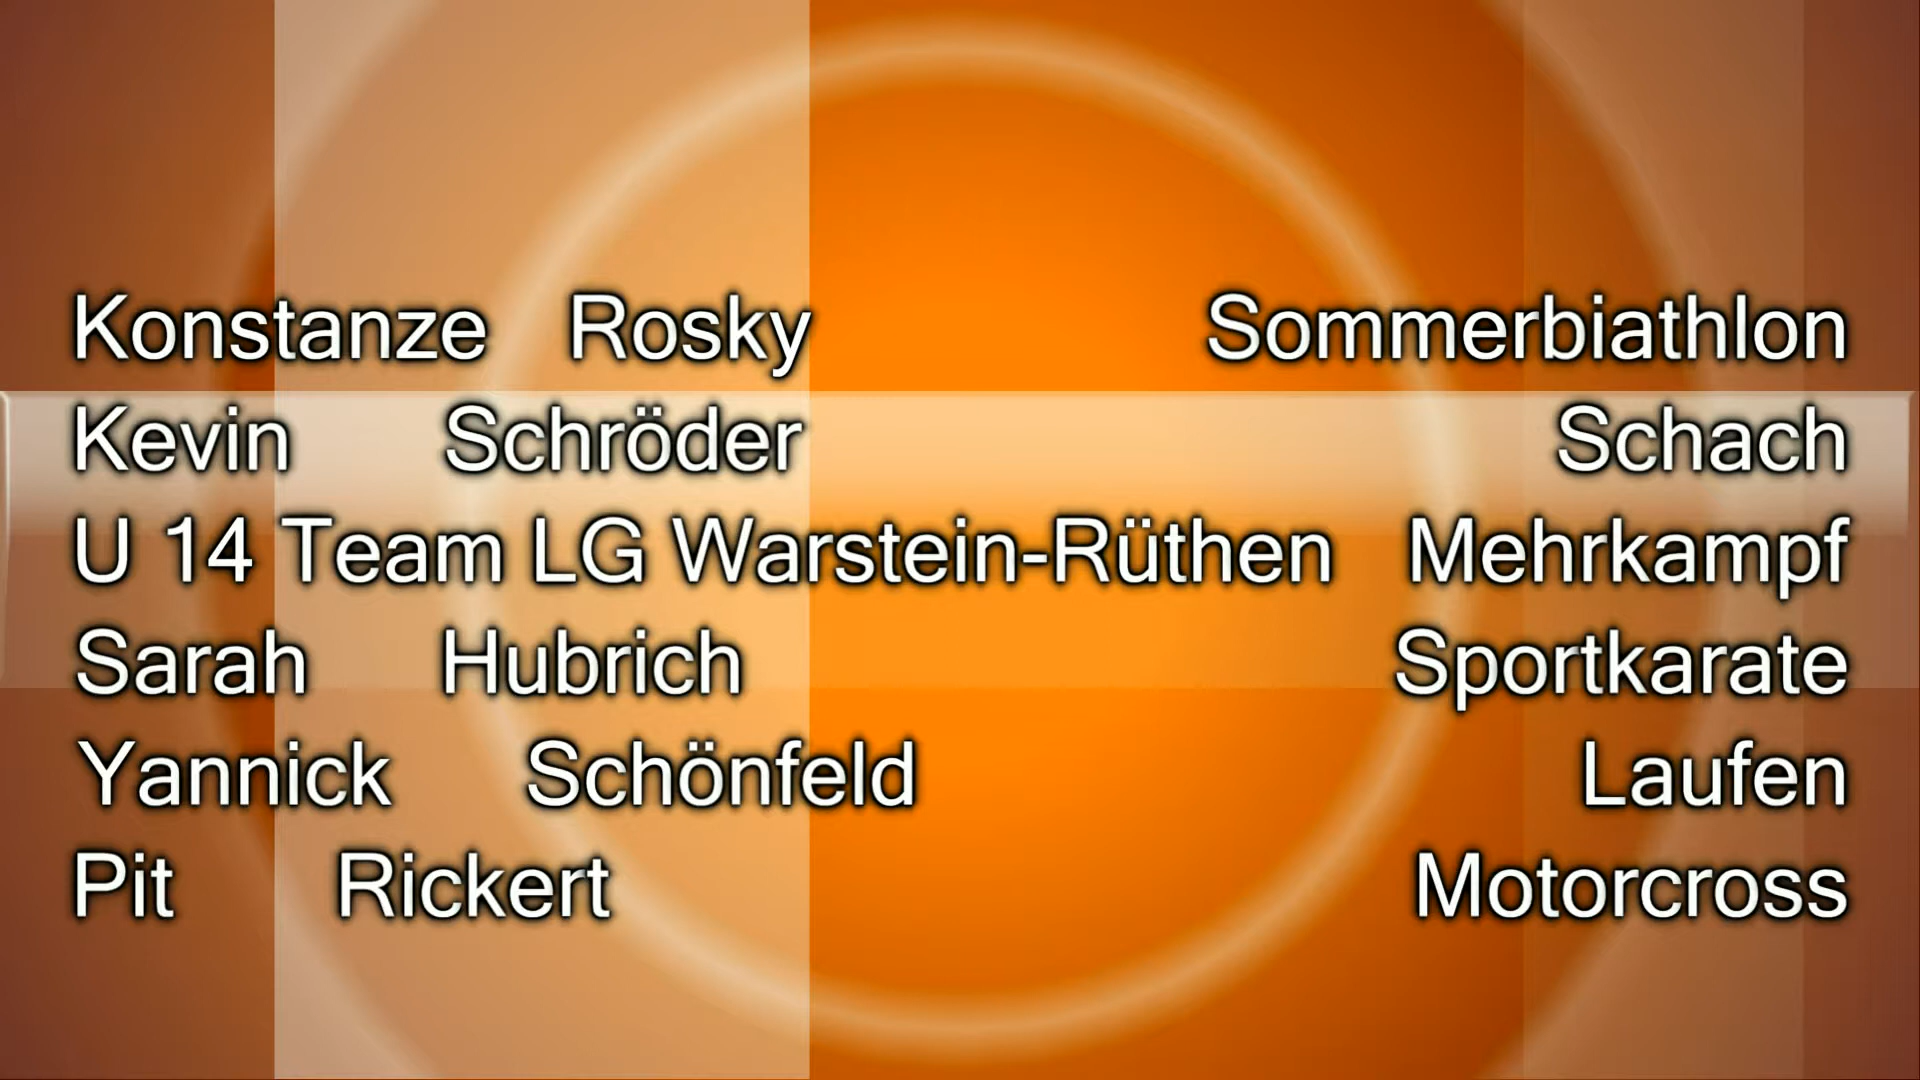 Konstanze Rosky Sommerbiathlon
Kevin Schröder Schach
U 14 Team LG Warstein-Rüthen Mehrkampf
Sarah Hubrich Sportkarate
Yannick Schönfeld Laufen
Pit Rickert Motorcross